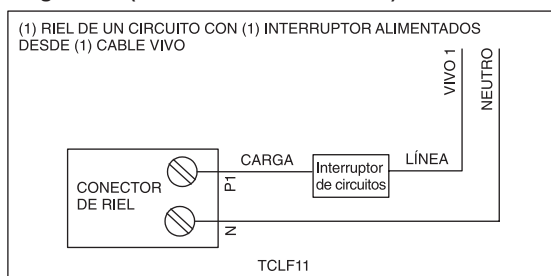 (1) RIEL DE UN CIRCUITO CON (1) INTERRUPTOR ALIMENTADOS
DESDE (1) CABLE VIVO
VIVO 1
NEUTRO
CARGA
LÍNEA
Interruptor
de circuitos
P1
CONECTOR
DE RIEL
N
TCLF11